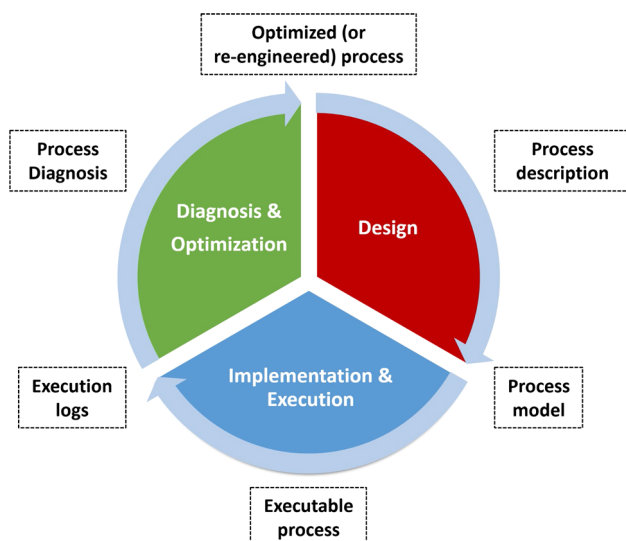 Optimized (or
re-engineered) process
Process
Diagnosis
Process
description
Diagnosis &
Optimization
Design
Implementation &
Execution
Execution
logs
Process
model
Executable
process